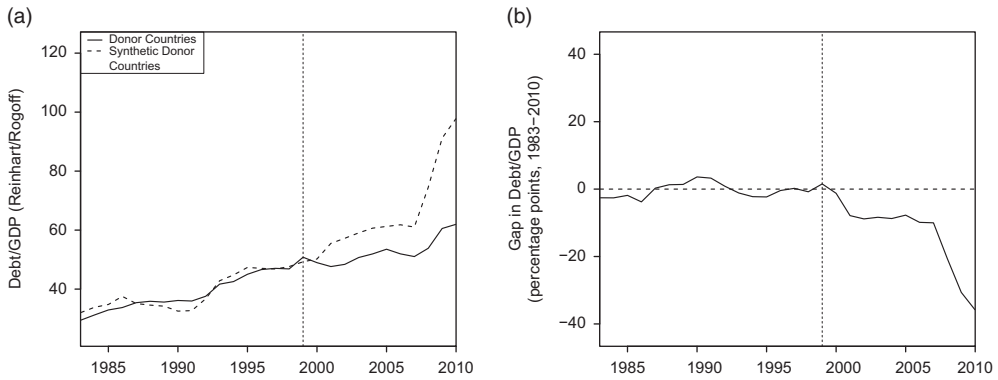 (a)
Donor Countries
Synthetic Donor
Countries
Debt/GDP (Reinhart/Rogoff)
120
100
80
60
40
1985 1990 1995 2000 2005 2010
(b)
Gap in Debt/GDP
(percentage points, 1983−2010)
40
20
0
−20
−40
1985 1990 1995 2000 2005 2010